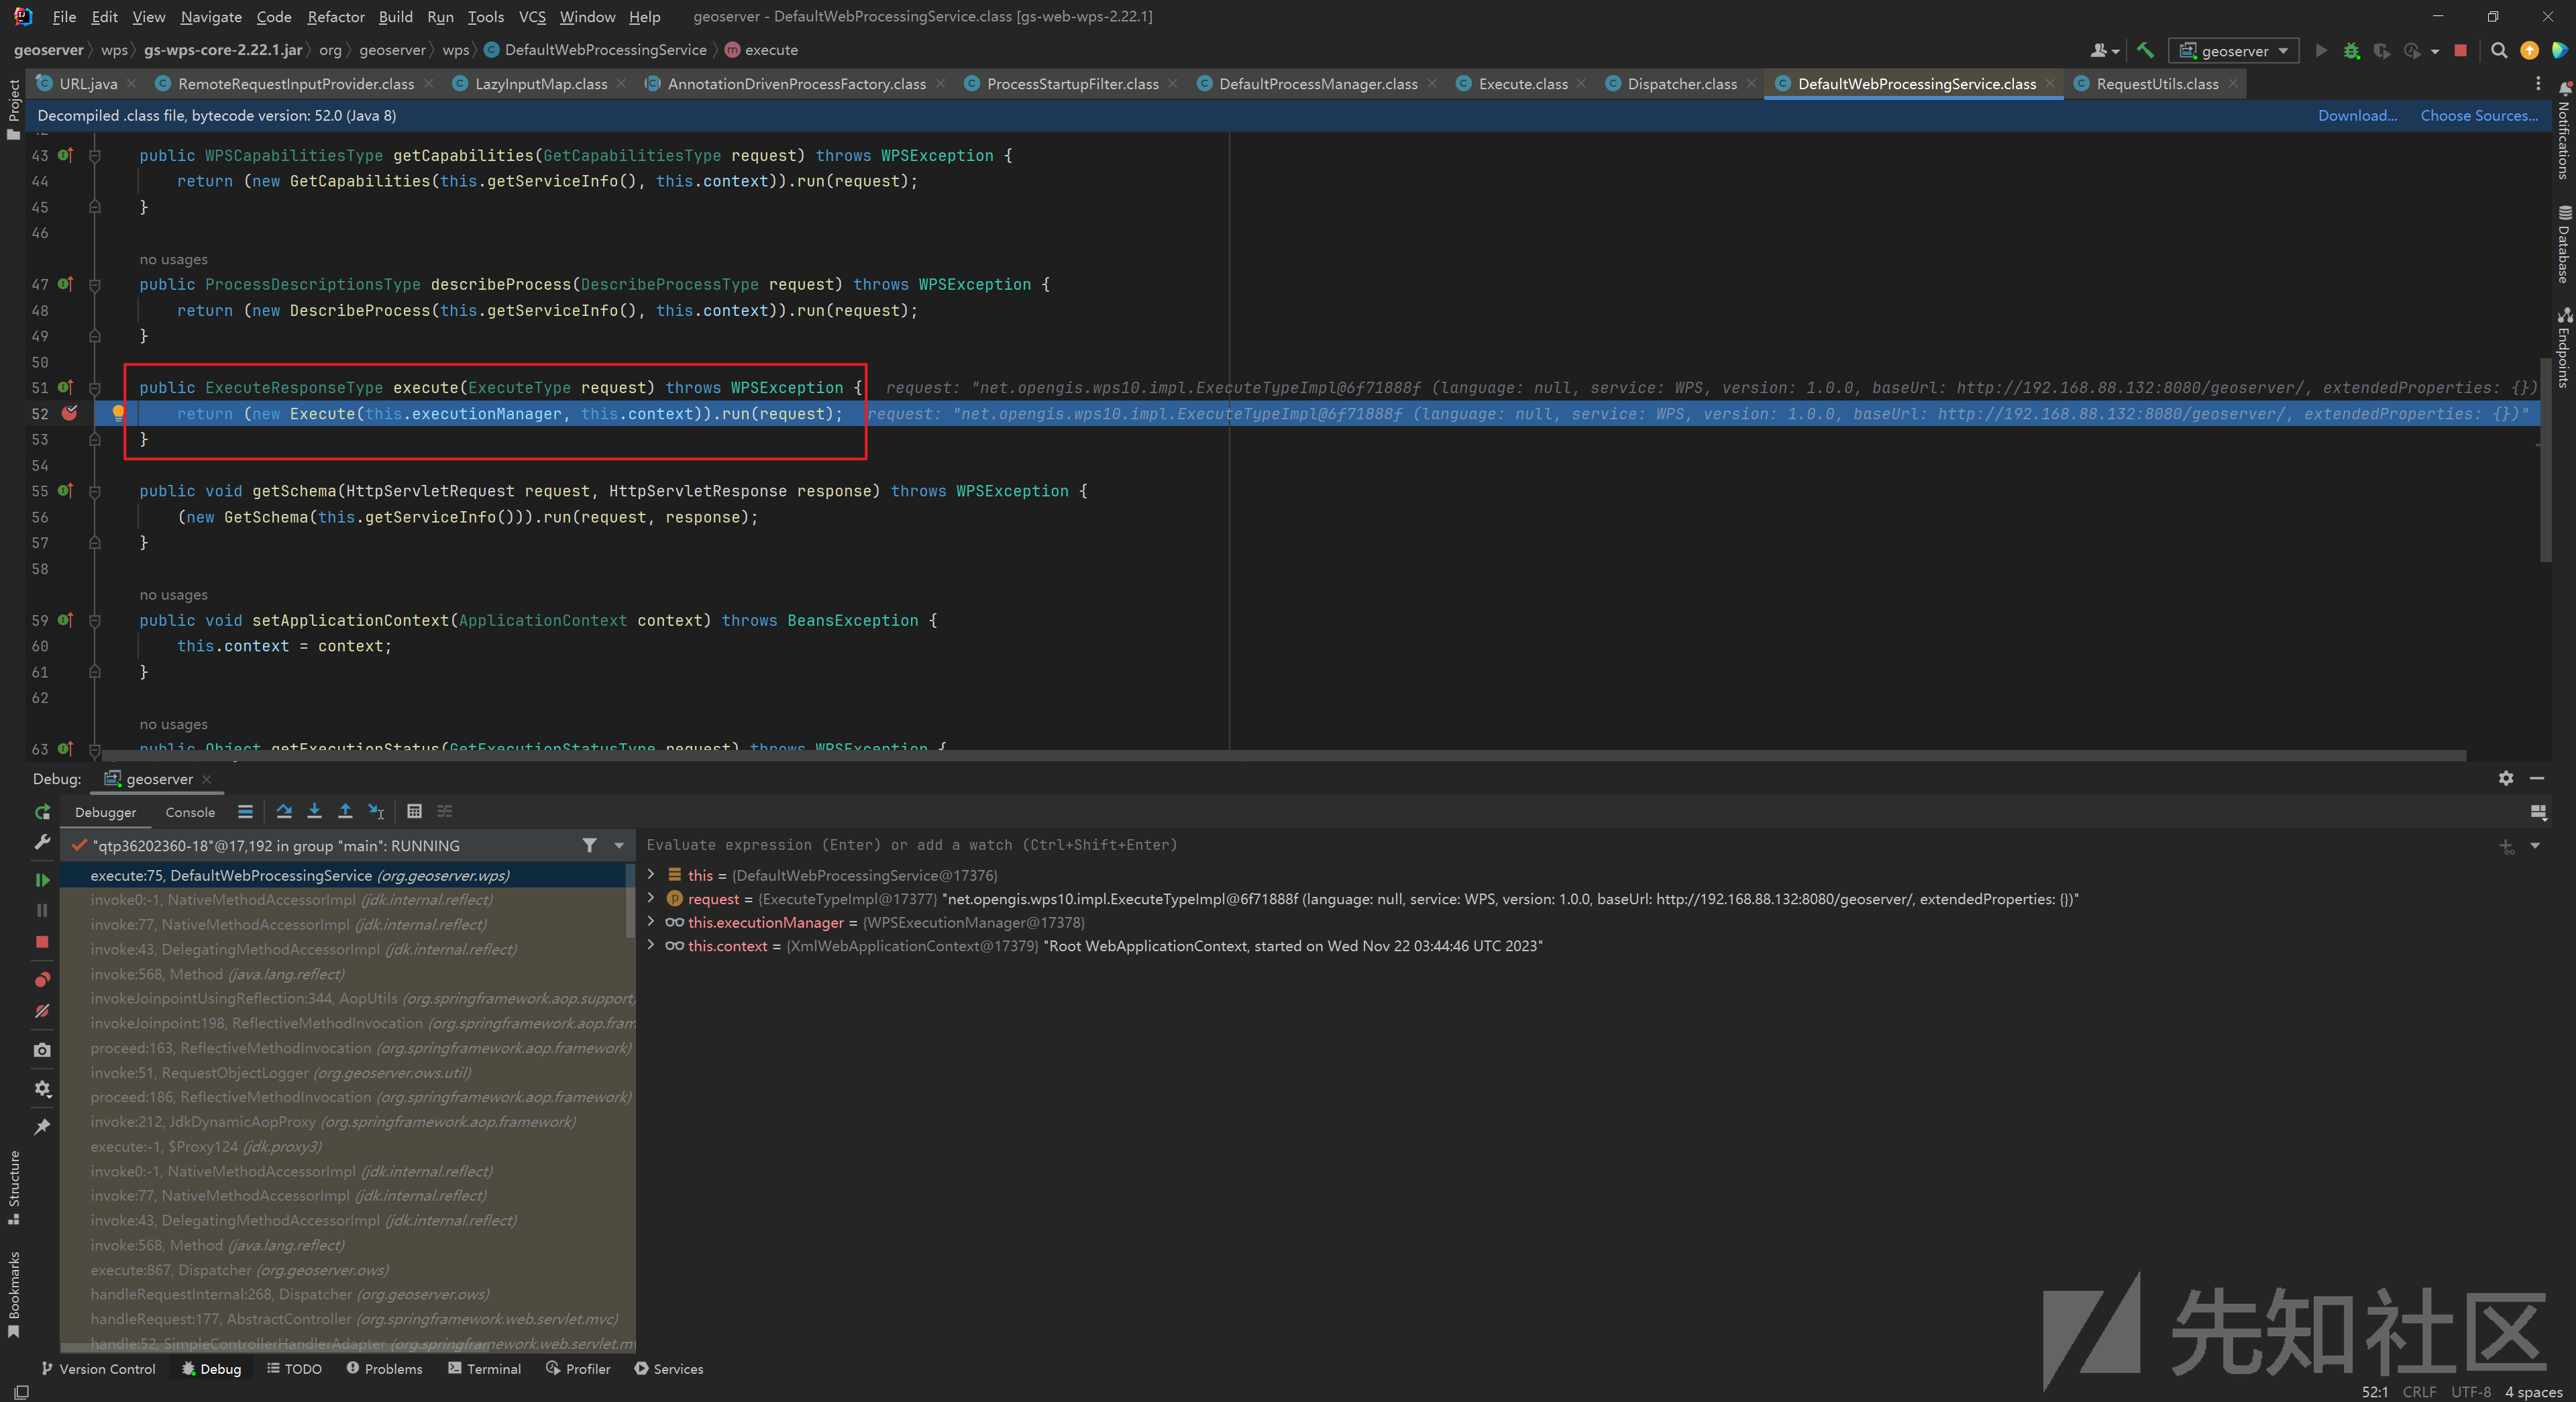 File Edit View Navigate Code Refactor Build Run Tools VCS Window Help geoserver - DefaultWebProcessingService.class [gs-web-wps-2.22.1]
geoserver wps gs-wps-core-2.22.1.jar org geoserver wps DefaultWebProcessingService execute
geoserver
URL.java RemoteRequestInputProvider.class LazyInputMap.class AnnotationDrivenProcessFactory.class ProcessStartupFilter.class DefaultProcessManager.class Execute.class Dispatcher.class DefaultWebProcessingService.class RequestUtils.class
Decompiled .class file, bytecode version: 52.0 (Java 8) Download... Choose Sources...
43 public WPSCapabilitiesType getCapabilities(GetCapabilitiesType request) throws WPSException {
44 return (new GetCapabilities(this.getServiceInfo(), this.context)).run(request);
45 }
46
no usages
47 public ProcessDescriptionsType describeProcess(DescribeProcessType request) throws WPSException {
48 return (new DescribeProcess(this.getServiceInfo(), this.context)).run(request);
49 }
50
51 public ExecuteResponseType execute(ExecuteType request) throws WPSException { request: "net.opengis.wps10.impl.ExecuteTypeImpl@6f71888f (language: null, service: WPS, version: 1.0.0, baseUrl: http://192.168.88.132:8080/geoserver/, extendedProperties: {})
52 return (new Execute(this.executionManager, this.context)).run(request); request: "net.opengis.wps10.impl.ExecuteTypeImpl@6f71888f (language: null, service: WPS, version: 1.0.0, baseUrl: http://192.168.88.132:8080/geoserver/, extendedProperties: {})"
53 }
54
55 public void getSchema(HttpServletRequest request, HttpServletResponse response) throws WPSException {
56 (new GetSchema(this.getServiceInfo())).run(request, response);
57 }
58
no usages
59 public void setApplicationContext(ApplicationContext context) throws BeansException {
60 this.context = context;
61 }
62
no usages
63 public Object getExecutionStatus(GetExecutionStatusType request) throws WPSException {
Project
Structure
Bookmarks
Notifications
Database
Endpoints
Debug: geoserver
Debugger Console
"qtp36202360-18"@17,192 in group "main": RUNNING
execute:75, DefaultWebProcessingService (org.geoserver.wps)
invoke0:-1, NativeMethodAccessorImpl (jdk.internal.reflect)
invoke:77, NativeMethodAccessorImpl (jdk.internal.reflect)
invoke:43, DelegatingMethodAccessorImpl (jdk.internal.reflect)
invoke:568, Method (java.lang.reflect)
invokeJoinpointUsingReflection:344, AopUtils (org.springframework.aop.support)
invokeJoinpoint:198, ReflectiveMethodInvocation (org.springframework.aop.fram
proceed:163, ReflectiveMethodInvocation (org.springframework.aop.framework)
invoke:51, RequestObjectLogger (org.geoserver.ows.util)
proceed:186, ReflectiveMethodInvocation (org.springframework.aop.framework)
invoke:212, JdkDynamicAopProxy (org.springframework.aop.framework)
execute:-1, $Proxy124 (jdk.proxy3)
invoke0:-1, NativeMethodAccessorImpl (jdk.internal.reflect)
invoke:77, NativeMethodAccessorImpl (jdk.internal.reflect)
invoke:43, DelegatingMethodAccessorImpl (jdk.internal.reflect)
invoke:568, Method (java.lang.reflect)
execute:867, Dispatcher (org.geoserver.ows)
handleRequestInternal:268, Dispatcher (org.geoserver.ows)
handleRequest:177, AbstractController (org.springframework.web.servlet.mvc)
handle:52, SimpleControllerHandlerAdapter (org.springframework.web.servlet.m
Evaluate expression (Enter) or add a watch (Ctrl+Shift+Enter)
this = {DefaultWebProcessingService@17376}
request = {ExecuteTypeImpl@17377} "net.opengis.wps10.impl.ExecuteTypeImpl@6f71888f (language: null, service: WPS, version: 1.0.0, baseUrl: http://192.168.88.132:8080/geoserver/, extendedProperties: {})"
this.executionManager = {WPSExecutionManager@17378}
this.context = {XmlWebApplicationContext@17379} "Root WebApplicationContext, started on Wed Nov 22 03:44:46 UTC 2023"
先知社区
Version Control Debug TODO Problems Terminal Profiler Services
52:1 CRLF UTF-8 4 spaces